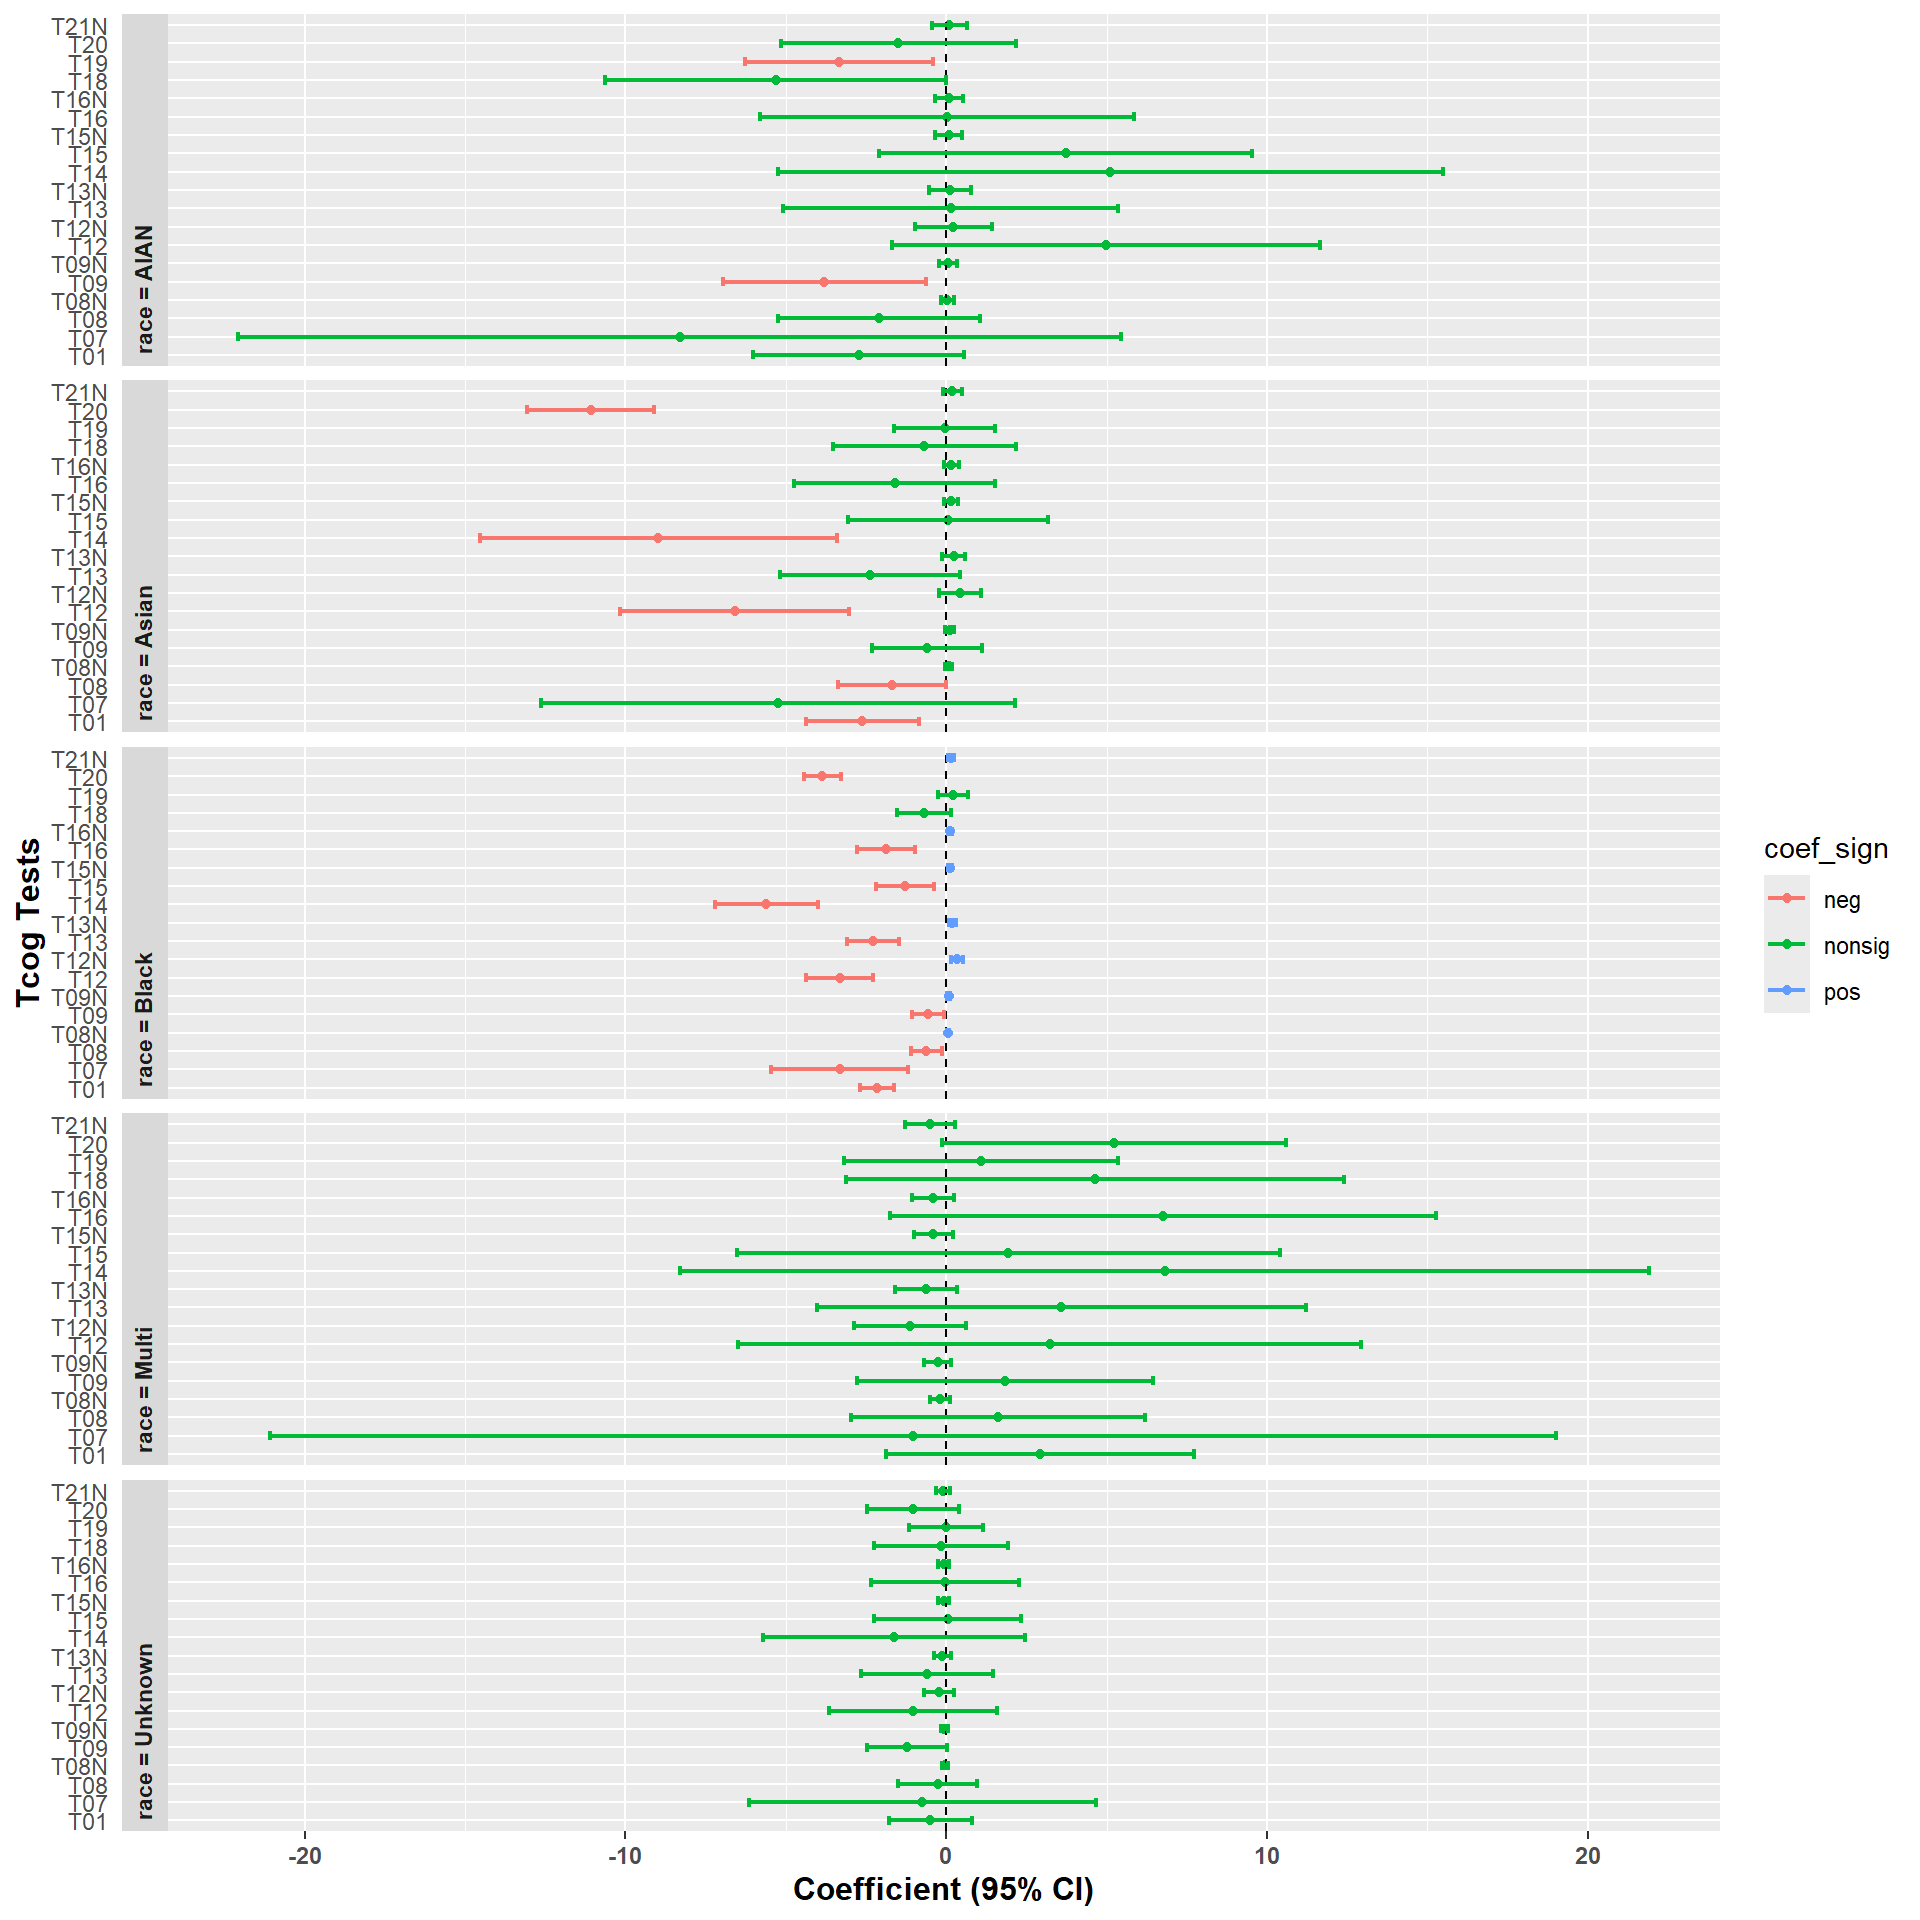 T21N
T20
T19
T18
T16N
T16
T15N
T15
T14
T13N
T13
T12N
T12
T09N
T09
T08N
T08
T07
T01
race = AIAN
T21N
T20
T19
T18
T16N
T16
T15N
T15
T14
T13N
T13
T12N
T12
T09N
T09
T08N
T08
T07
T01
race = Asian
T21N
T20
T19
T18
T16N
T16
T15N
T15
T14
T13N
T13
T12N
T12
T09N
T09
T08N
T08
T07
T01
race = Black
T21N
T20
T19
T18
T16N
T16
T15N
T15
T14
T13N
T13
T12N
T12
T09N
T09
T08N
T08
T07
T01
race = Multi
T21N
T20
T19
T18
T16N
T16
T15N
T15
T14
T13N
T13
T12N
T12
T09N
T09
T08N
T08
T07
T01
race = Unknown
Tcog Tests
-20 -10 0 10 20
Coefficient (95% CI)
coef_sign
neg
nonsig
pos